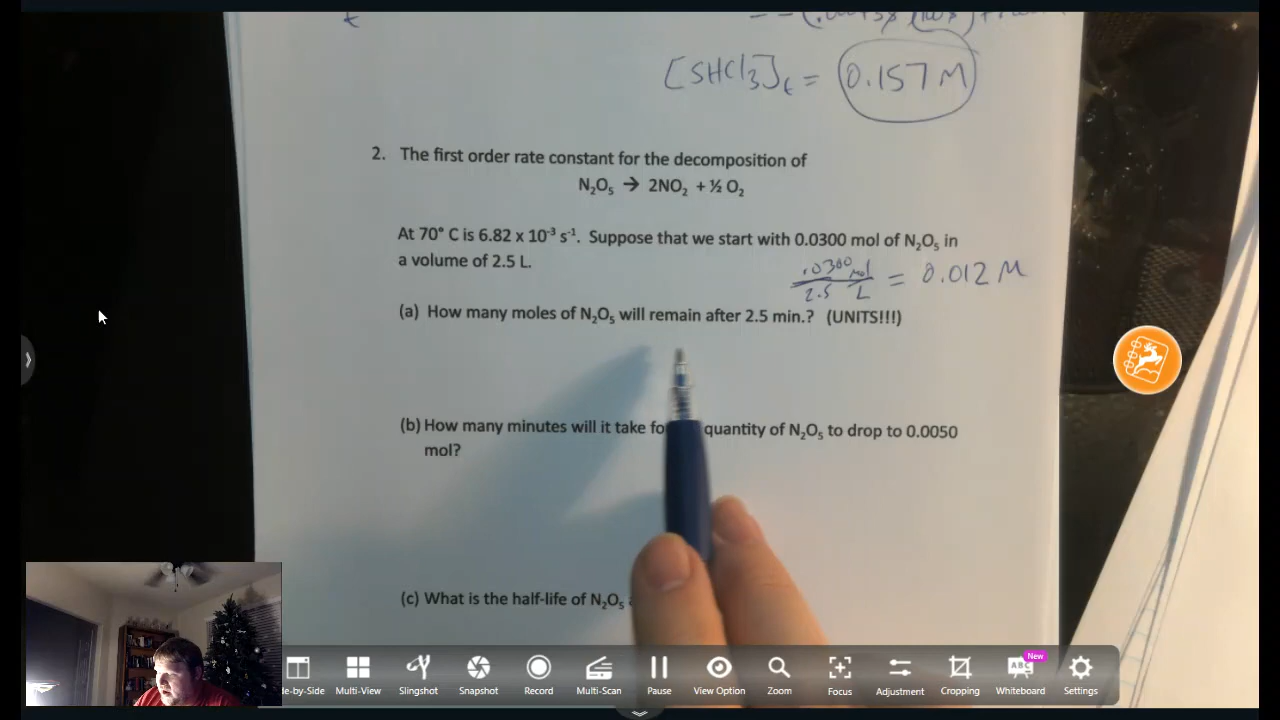 [SHCl3]t = 0.157 M
2. The first order rate constant for the decomposition of
N₂O₅ → 2NO₂ + ½ O₂
At 70° C is 6.82 x 10⁻³ s⁻¹. Suppose that we start with 0.0300 mol of N₂O₅ in
a volume of 2.5 L.
.0300 mol / 2.5 L = 0.012 M
(a) How many moles of N₂O₅ will remain after 2.5 min.? (UNITS!!!)
(b) How many minutes will it take quantity of N₂O₅ to drop to 0.0050
mol?
(c) What is the half-life of N₂O₅
New
Multi-View Slingshot Snapshot Record Multi-Scan Pause View Option Zoom Focus Adjustment Cropping Whiteboard Settings